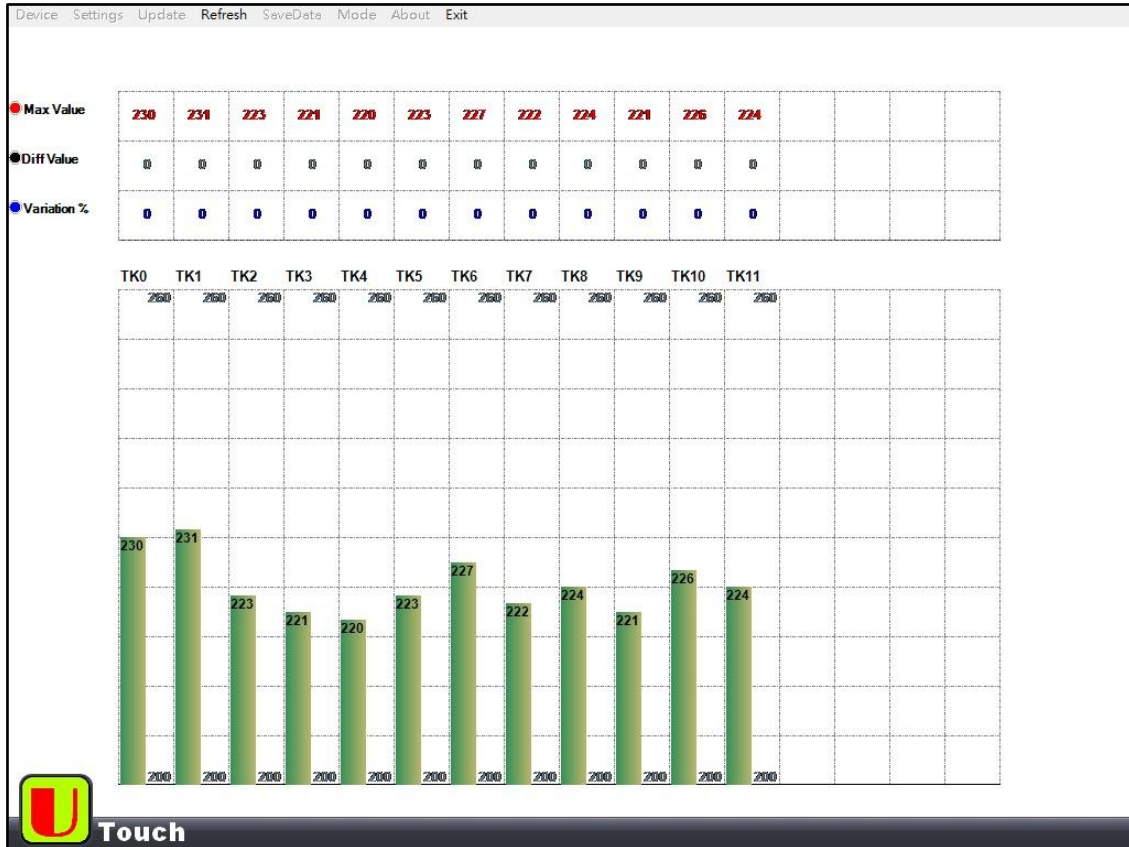 Device Settings Update Refresh SaveData Mode About Exit
Max Value 230 231 223 221 220 223 227 222 224 221 226 224
Diff Value 0 0 0 0 0 0 0 0 0 0 0 0
Variation % 0 0 0 0 0 0 0 0 0 0 0 0
TK0 TK1 TK2 TK3 TK4 TK5 TK6 TK7 TK8 TK9 TK10 TK11
260 260 260 260 260 260 260 260 260 260 260 260
230 231 223 221 220 223 227 222 224 221 226 224
200 200 200 200 200 200 200 200 200 200 200 200
U Touch